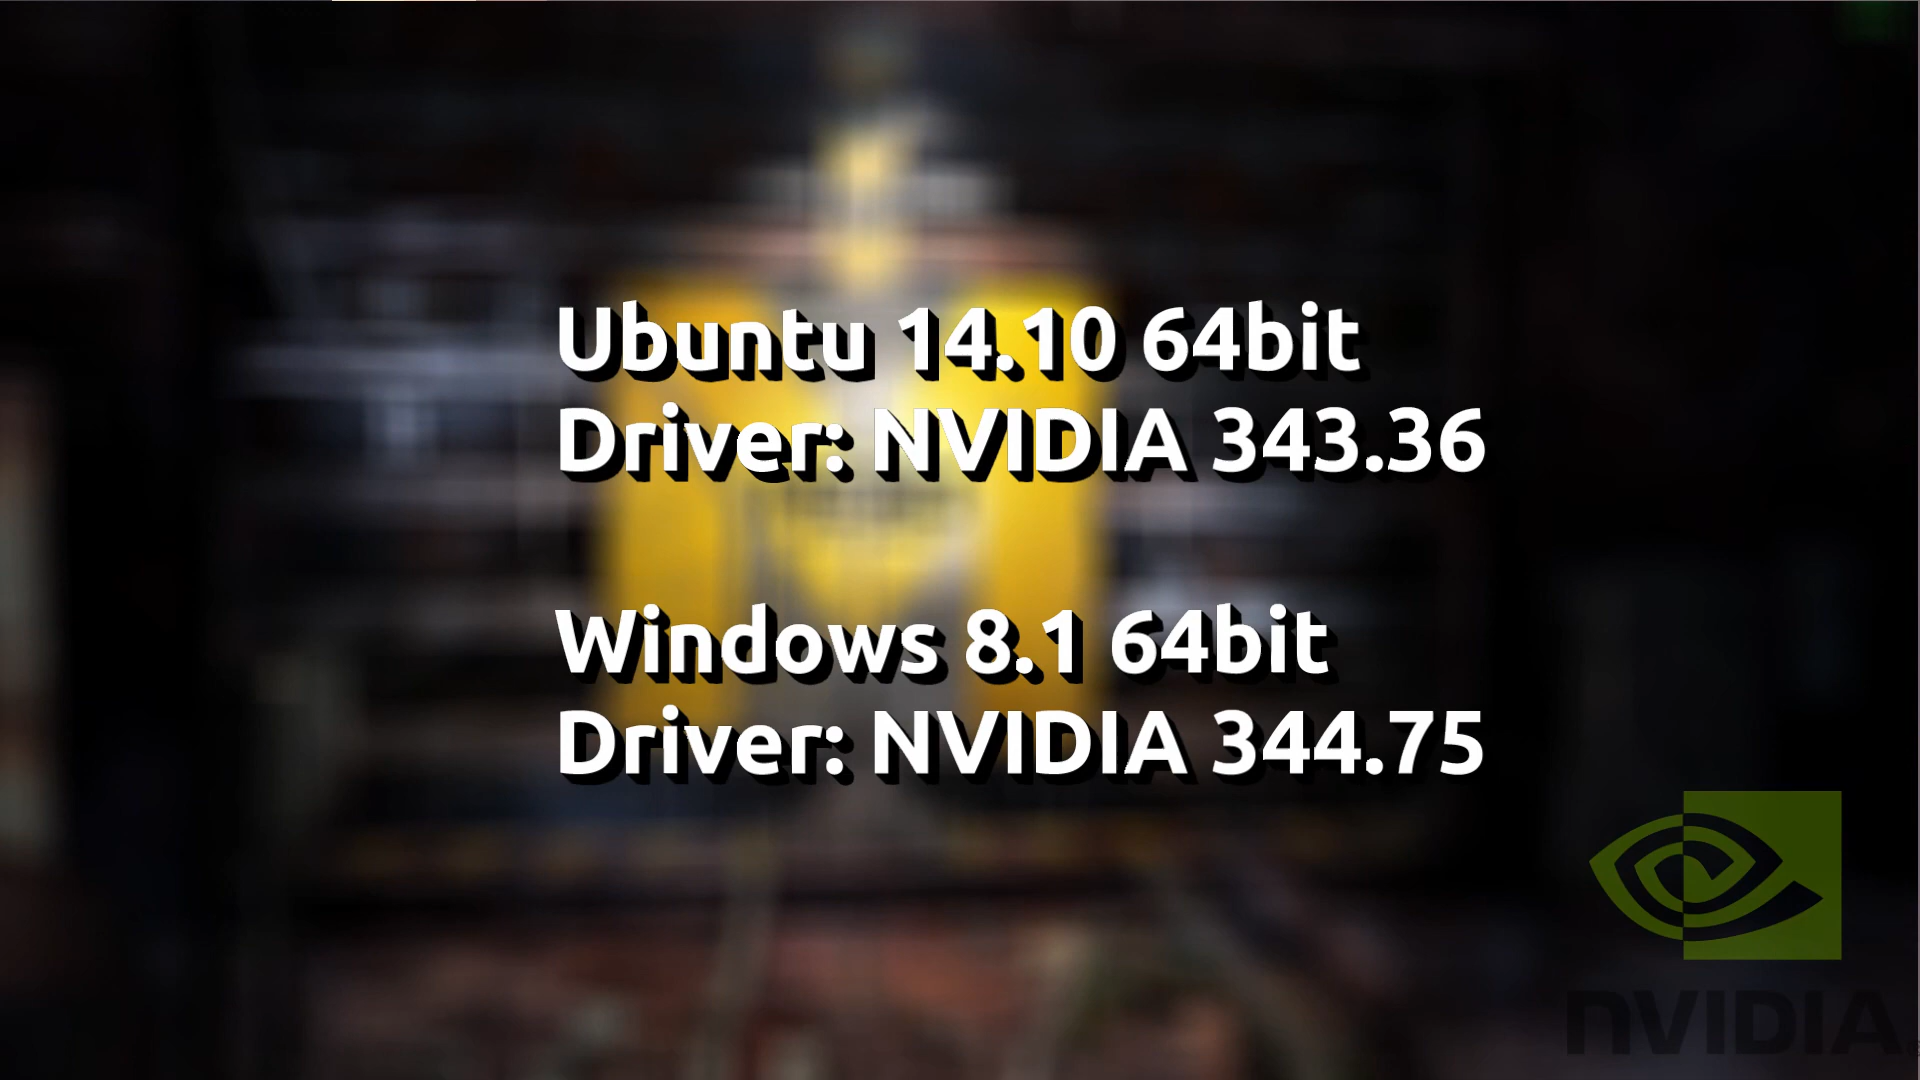 Ubuntu 14.10 64bit
Driver: NVIDIA 343.36
Windows 8.1 64bit
Driver: NVIDIA 344.75
NVIDIA